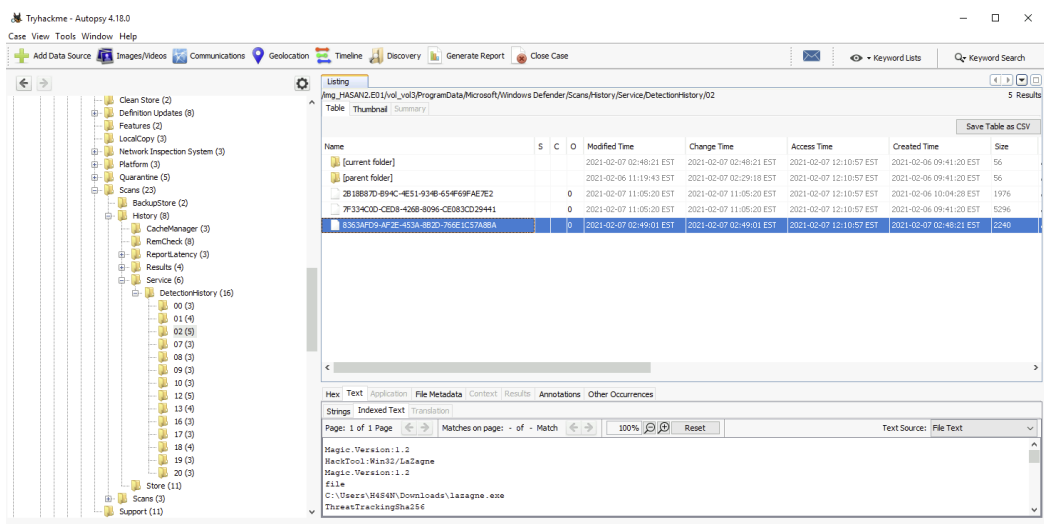 Tryhackme - Autopsy 4.18.0
Case View Tools Window Help
Add Data Source Images/Videos Communications Geolocation Timeline Discovery Generate Report Close Case Keyword Lists Keyword Search
Listing
/img_HASAN2.E01/vol_vol3/ProgramData/Microsoft/Windows Defender/Scans/History/Service/DetectionHistory/02 5 Results
Table Thumbnail Summary
Save Table as CSV
Clean Store (2)
Definition Updates (8)
Features (2)
LocalCopy (3)
Network Inspection System (3)
Platform (3)
Quarantine (5)
Scans (23)
BackupStore (2)
History (8)
CacheManager (3)
RemCheck (8)
ReportLatency (3)
Results (4)
Service (6)
DetectionHistory (16)
00 (3)
01 (4)
02 (5)
07 (3)
08 (3)
09 (3)
10 (3)
12 (5)
13 (4)
16 (3)
17 (3)
18 (4)
19 (3)
20 (3)
Store (11)
Scans (3)
Support (11)
Name S C O Modified Time Change Time Access Time Created Time Size
[current folder] 2021-02-07 02:48:21 EST 2021-02-07 02:48:21 EST 2021-02-07 12:10:57 EST 2021-02-06 09:41:20 EST 56
[parent folder] 2021-02-06 11:19:43 EST 2021-02-07 02:29:18 EST 2021-02-07 12:10:57 EST 2021-02-06 09:41:20 EST 56
2B18B87D-B94C-4E51-934B-654F69FAE7E2 0 2021-02-07 11:05:20 EST 2021-02-07 11:05:20 EST 2021-02-07 12:10:57 EST 2021-02-06 10:04:28 EST 1976
7F334C0D-CED8-426B-8096-CE083CD29441 0 2021-02-07 11:05:20 EST 2021-02-07 11:05:20 EST 2021-02-07 12:10:57 EST 2021-02-06 09:41:20 EST 5296
8363AFD9-AF2E-453A-8B2D-766E1C57A8BA 0 2021-02-07 02:49:01 EST 2021-02-07 02:49:01 EST 2021-02-07 12:10:57 EST 2021-02-07 02:48:21 EST 2240
Hex Text Application File Metadata Context Results Annotations Other Occurrences
Strings Indexed Text Translation
Page: 1 of 1 Page Matches on page: - of - Match 100% Reset Text Source: File Text
Magic.Version:1.2
HackTool:Win32/LaZagne
Magic.Version:1.2
file
C:\Users\H4S4N\Downloads\lazagne.exe
ThreatTrackingSha256